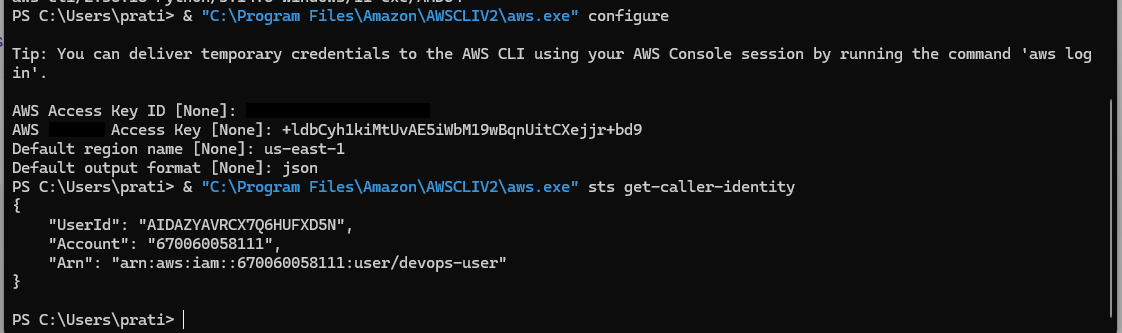 PS C:\Users\prati> & "C:\Program Files\Amazon\AWSCLIV2\aws.exe" configure
Tip: You can deliver temporary credentials to the AWS CLI using your AWS Console session by running the command 'aws log
in'.
AWS Access Key ID [None]:
AWS Access Key [None]: +ldbCyh1kiMtUvAE5iWbM19wBqnUitCXejjr+bd9
Default region name [None]: us-east-1
Default output format [None]: json
PS C:\Users\prati> & "C:\Program Files\Amazon\AWSCLIV2\aws.exe" sts get-caller-identity
{
    "UserId": "AIDAZYAVRCX7Q6HUFXD5N",
    "Account": "670060058111",
    "Arn": "arn:aws:iam::670060058111:user/devops-user"
}
PS C:\Users\prati>